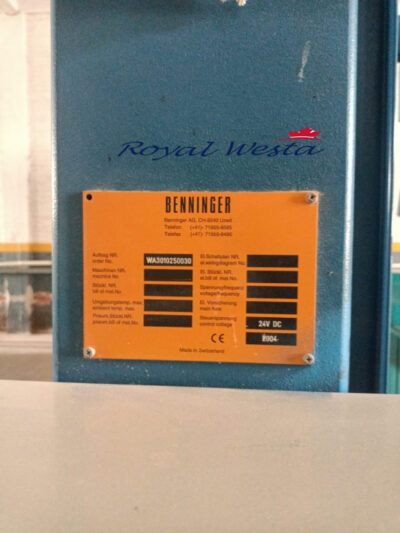 Royal Westa
BENNINGER
Benninger AG, CH-9240 Uzwil
Telefon
Telefax
Auftrag NR.
order No.
WA3010250030
Maschinen NR.
machine No.
Stückl. NR.
bill of mat. No.
Umgebungstemp. max.
ambient temp. max.
Pneum. Stückl. NR.
pneum. bill of mat. No.
El. Schaltplan NR.
el. wiringdiagram No.
El. Stückl. NR.
el. bill of mat. No.
Spannung/frequenz
voltage/frequency
EL. Vorsicherung
main fuse
Steuerspannung
control voltage
24V DC
CE
2004
Made in Switzerland